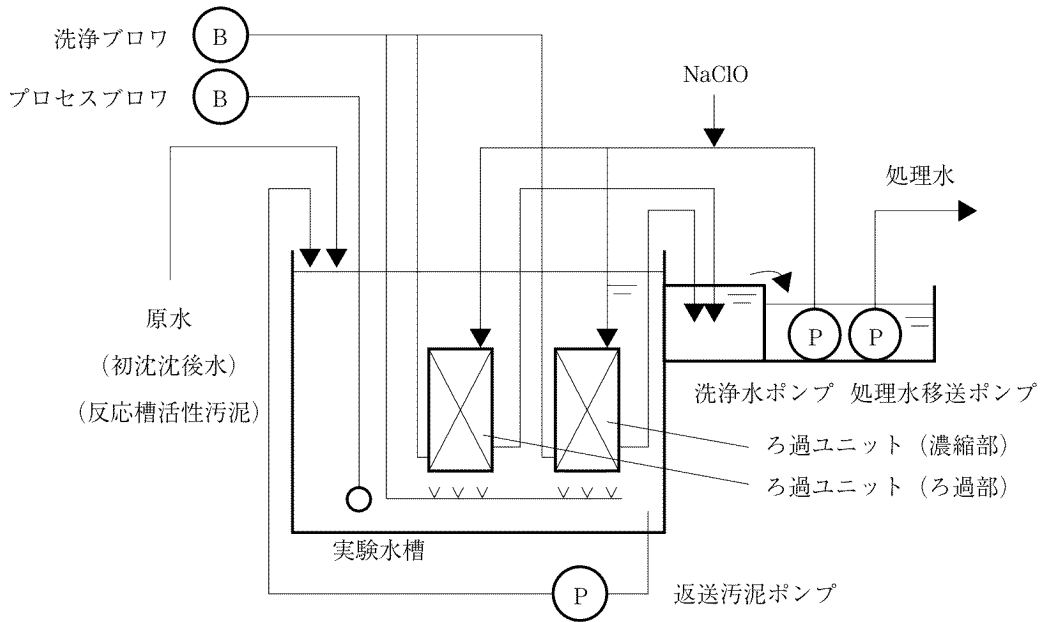 洗浄ブロワ
B
プロセスブロワ
B
NaClO
処理水
原水
(初沈沈後水)
(反応槽活性汚泥)
P
P
洗浄水ポンプ
処理水移送ポンプ
ろ過ユニット(濃縮部)
ろ過ユニット(ろ過部)
実験水槽
P
返送汚泥ポンプ